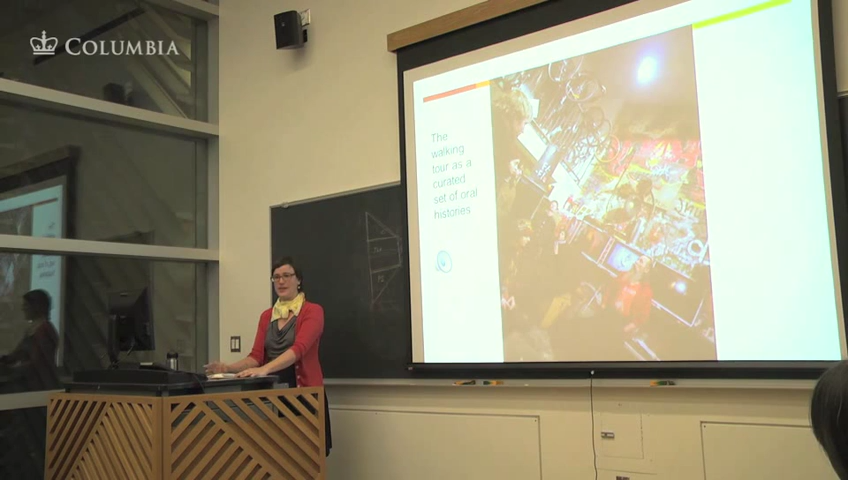 COLUMBIA
The
walking
tour as a
curated
set of oral
histories